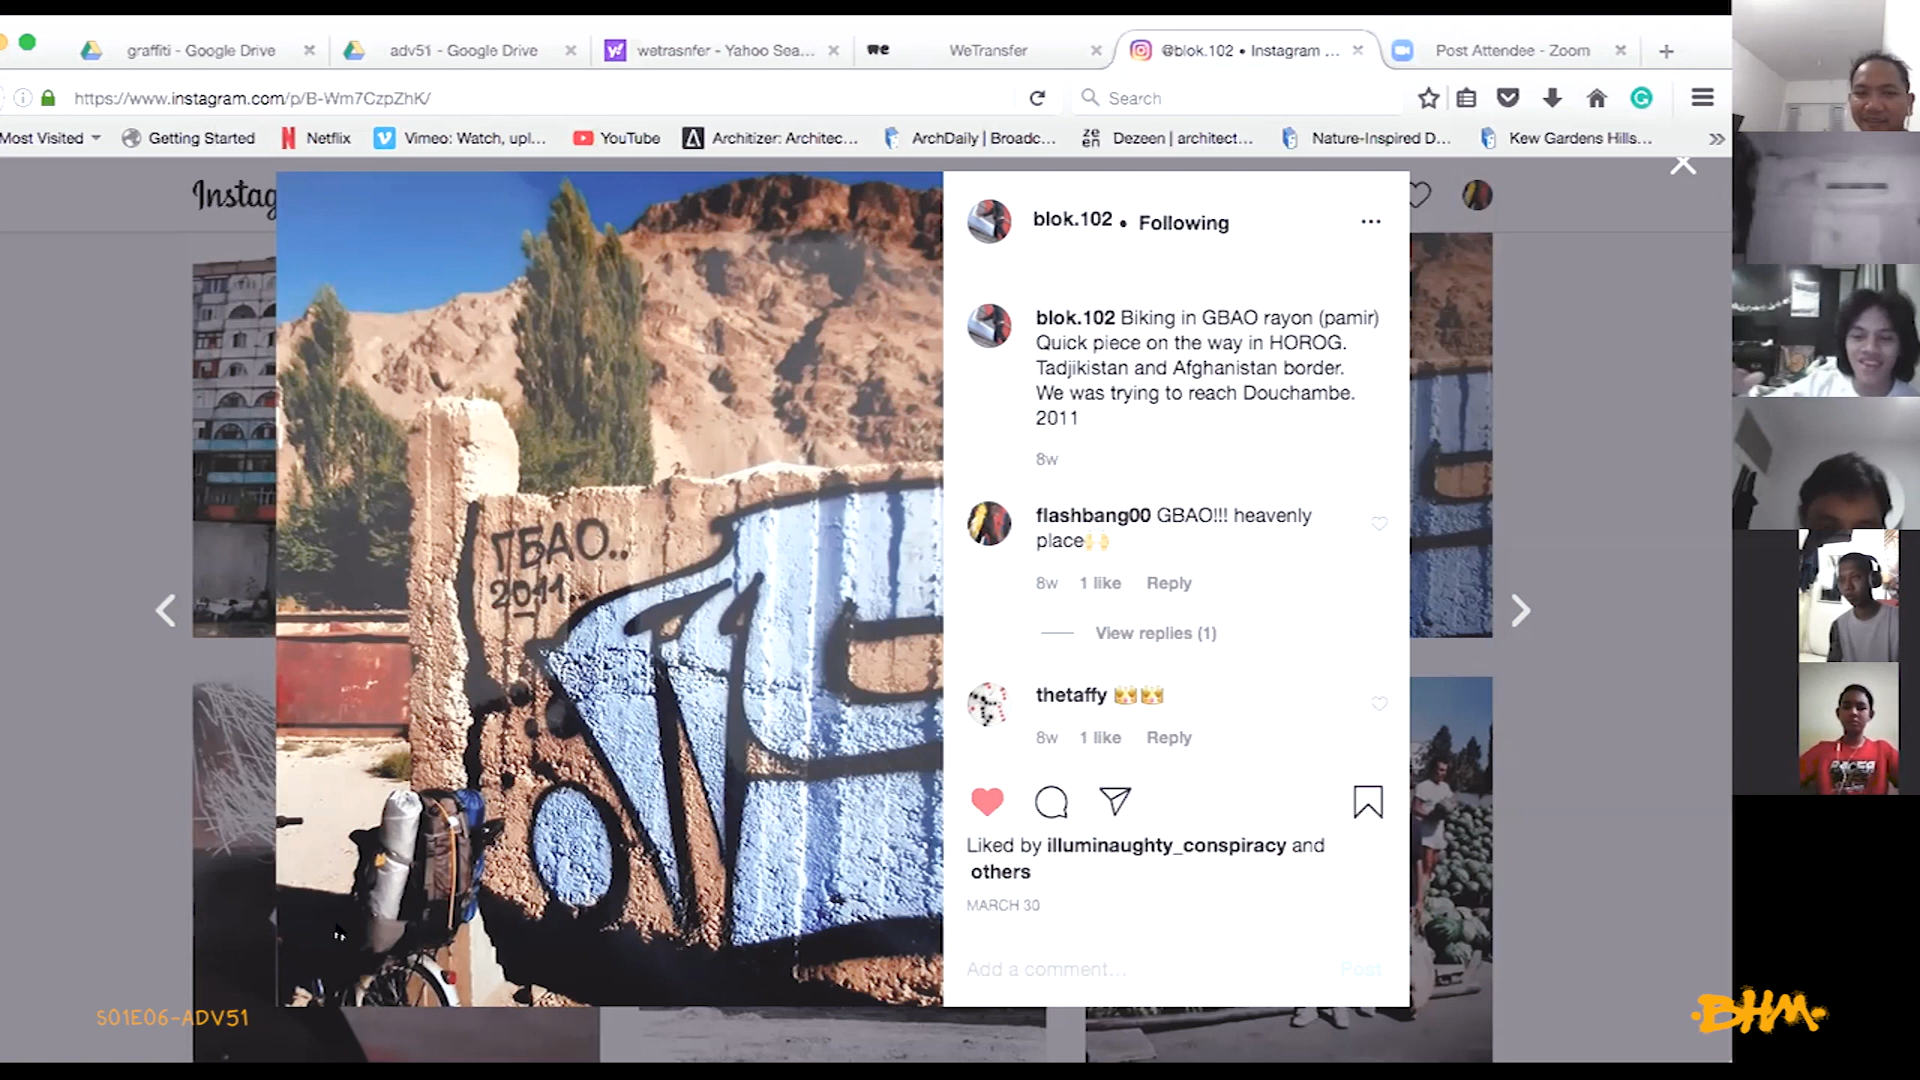 graffiti - Google Drive
adv51 - Google Drive
wetrasnfer - Yahoo Sea...
we
WeTransfer
@blok.102 • Instagram ...
Post Attendee - Zoom
https://www.instagram.com/p/B-Wm7CzpZhK/
Search
Most Visited
Getting Started
Netflix
Vimeo: Watch, upl...
YouTube
Architizer: Architec...
ArchDaily | Broadc...
ze
en
Dezeen | architect...
Nature-Inspired D...
Kew Gardens Hills...
Instag
blok.102 • Following
blok.102 Biking in GBAO rayon (pamir)
Quick piece on the way in HOROG.
Tadjikistan and Afghanistan border.
We was trying to reach Douchambe.
2011
8w
flashbang00 GBAO!!! heavenly
place🙌🏻
8w 1 like Reply
View replies (1)
thetaffy 👑👑
8w 1 like Reply
Liked by illuminaughty_conspiracy and
others
MARCH 30
Add a comment...
Post
ГБАО..
2011..
S01E06-ADV51
·BHM·